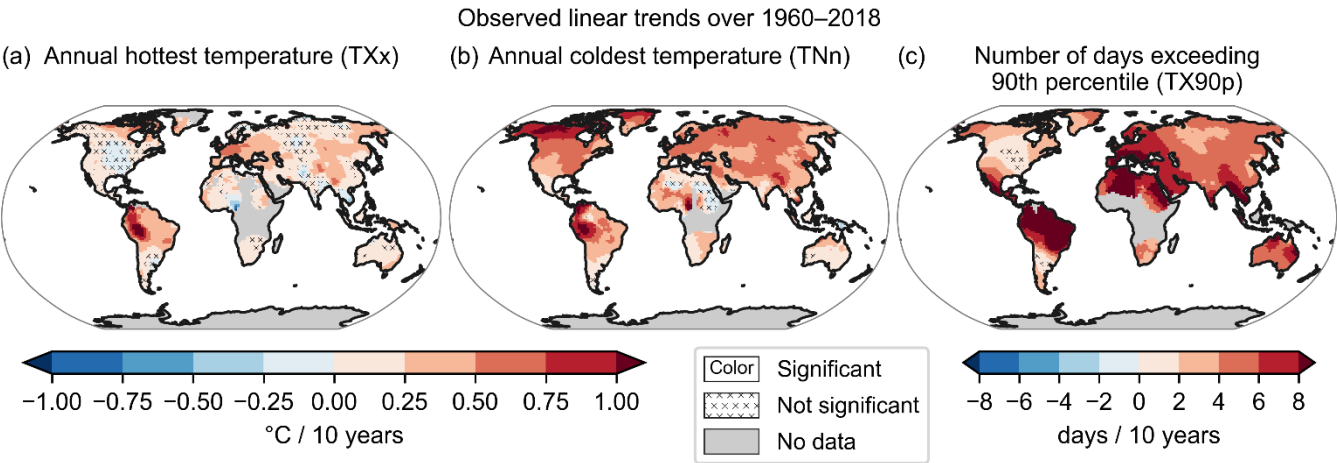 Observed linear trends over 1960–2018
(a) Annual hottest temperature (TXx)
(b) Annual coldest temperature (TNn)
(c) Number of days exceeding
90th percentile (TX90p)
−1.00 −0.75 −0.50 −0.25 0.00 0.25 0.50 0.75 1.00
°C / 10 years
Color Significant
Not significant
No data
−8 −6 −4 −2 0 2 4 6 8
days / 10 years